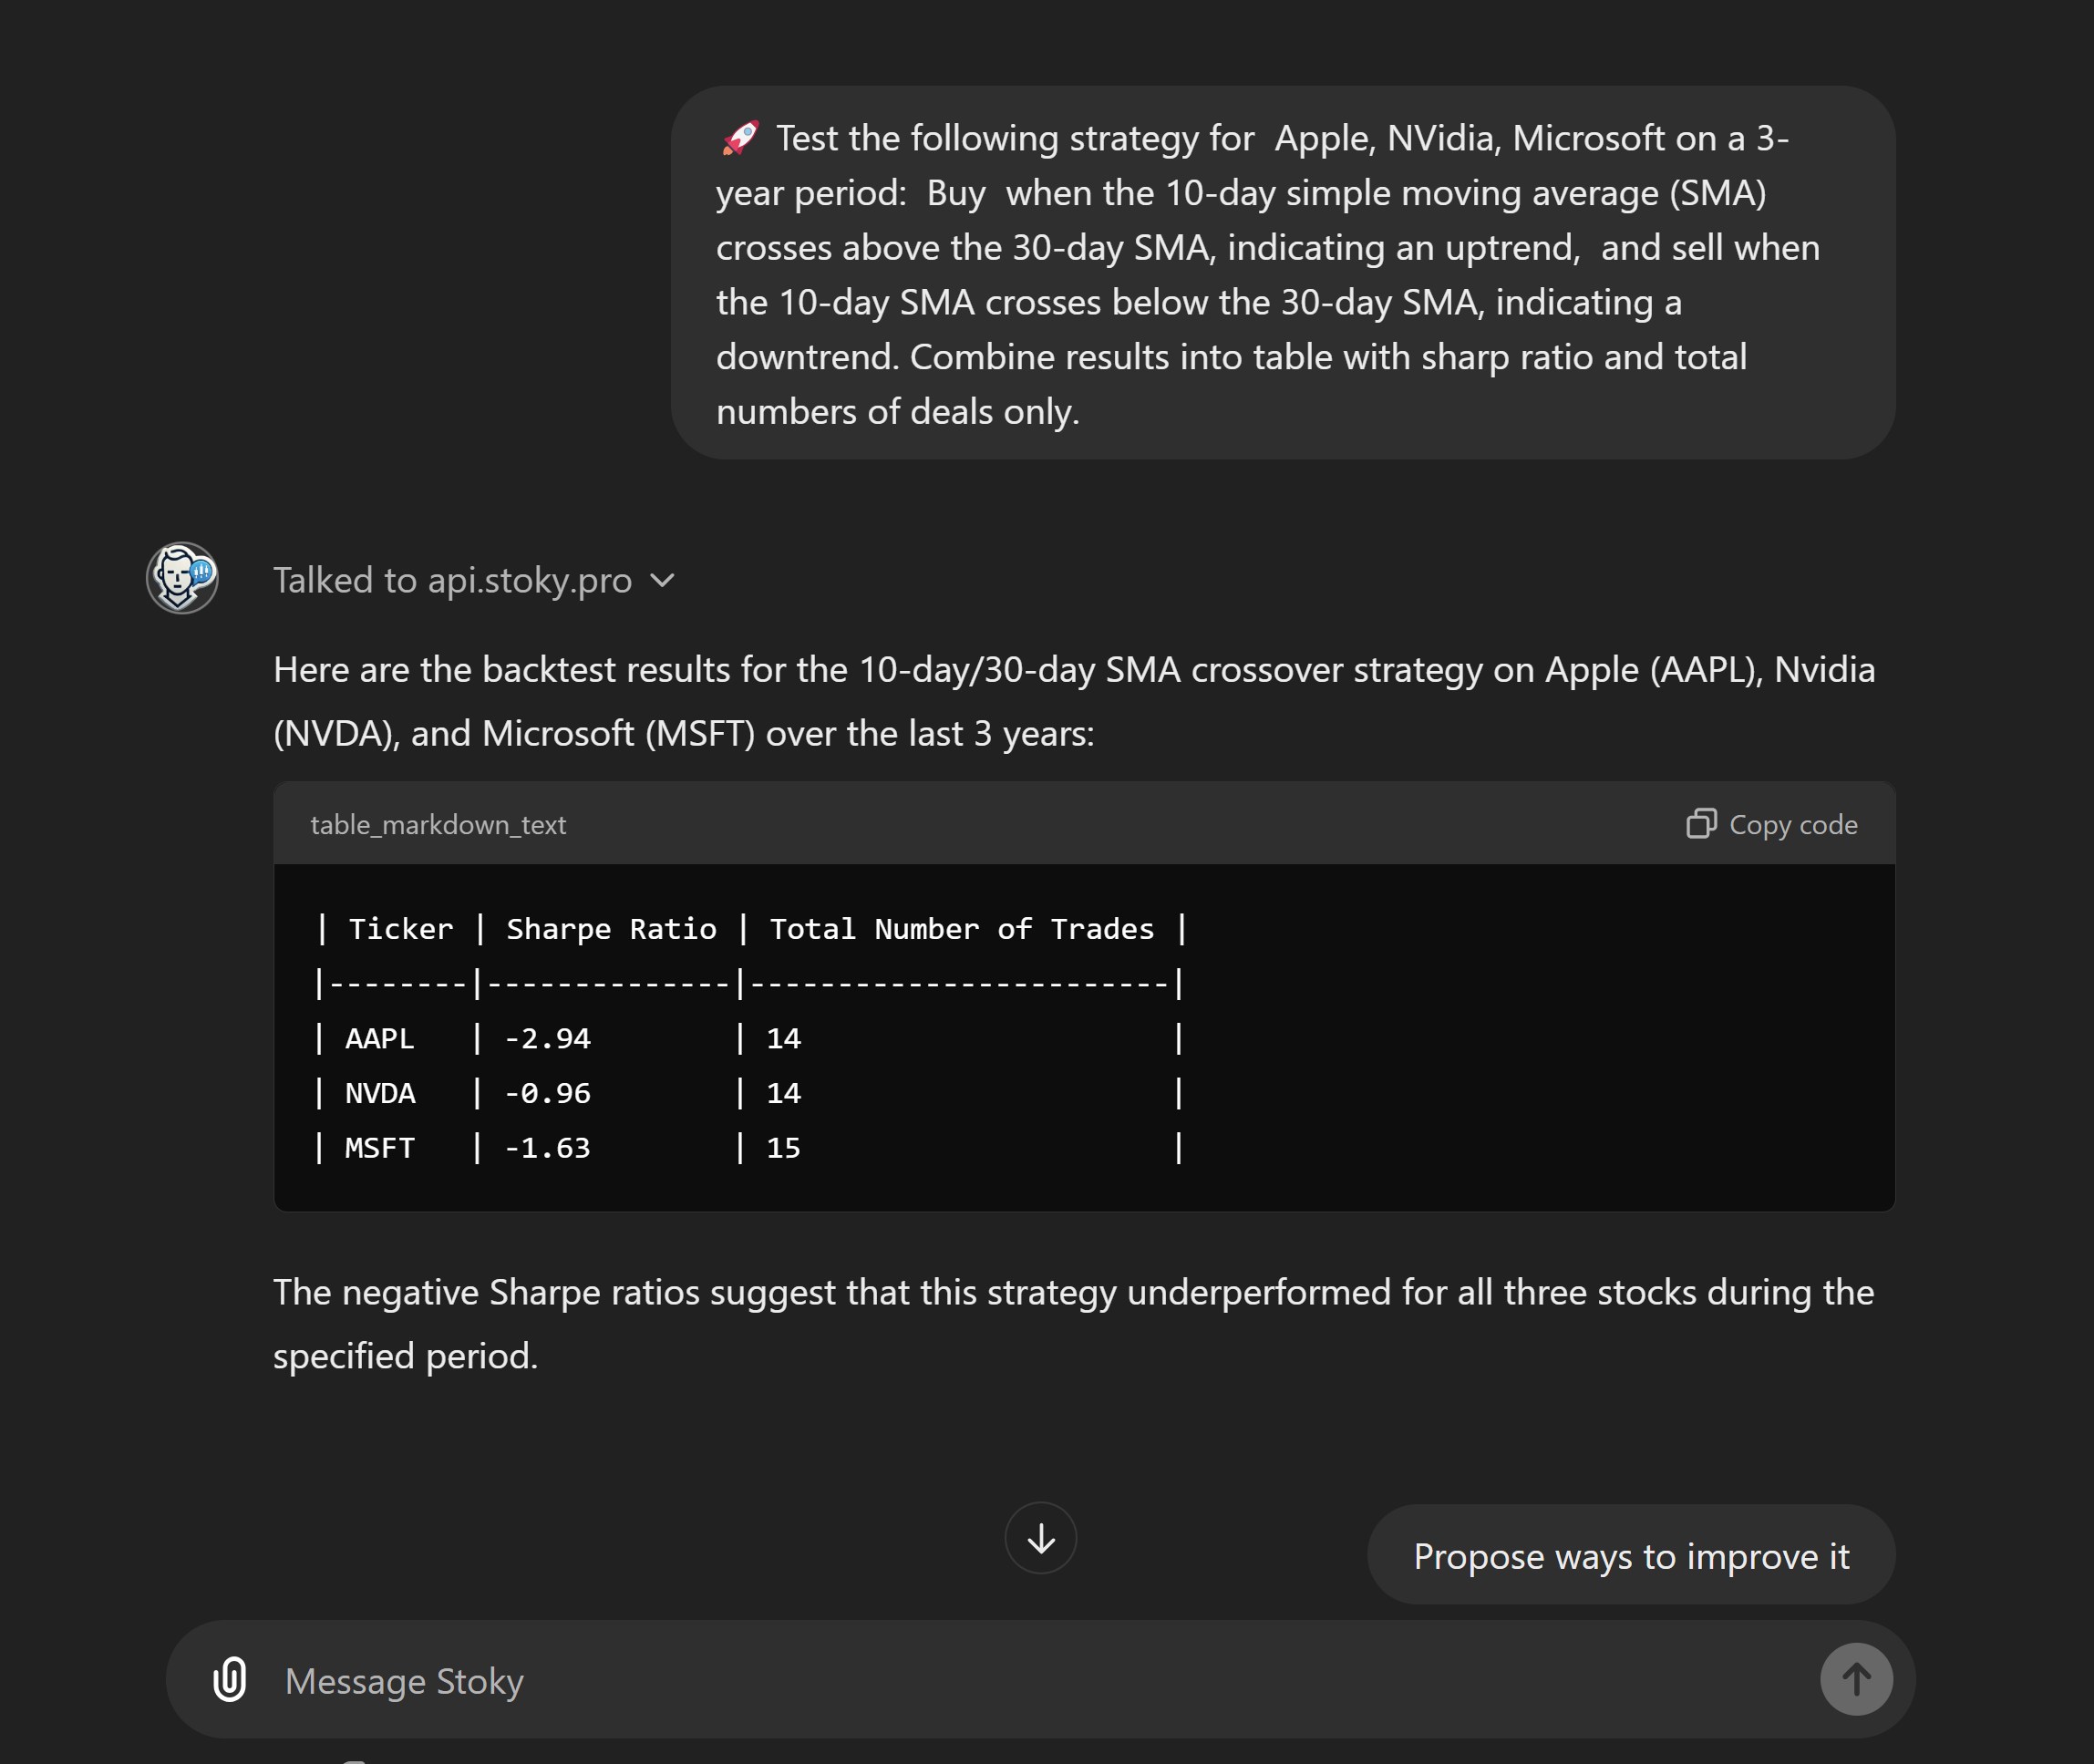 🚀 Test the following strategy for  Apple, NVidia, Microsoft on a 3-
year period:  Buy  when the 10-day simple moving average (SMA)
crosses above the 30-day SMA, indicating an uptrend,  and sell when
the 10-day SMA crosses below the 30-day SMA, indicating a
downtrend. Combine results into table with sharp ratio and total
numbers of deals only.
Talked to api.stoky.pro
Here are the backtest results for the 10-day/30-day SMA crossover strategy on Apple (AAPL), Nvidia
(NVDA), and Microsoft (MSFT) over the last 3 years:
table_markdown_text
Copy code
| Ticker | Sharpe Ratio | Total Number of Trades |
|--------|--------------|------------------------|
| AAPL   | -2.94        | 14                     |
| NVDA   | -0.96        | 14                     |
| MSFT   | -1.63        | 15                     |
The negative Sharpe ratios suggest that this strategy underperformed for all three stocks during the
specified period.
Propose ways to improve it
Message Stoky